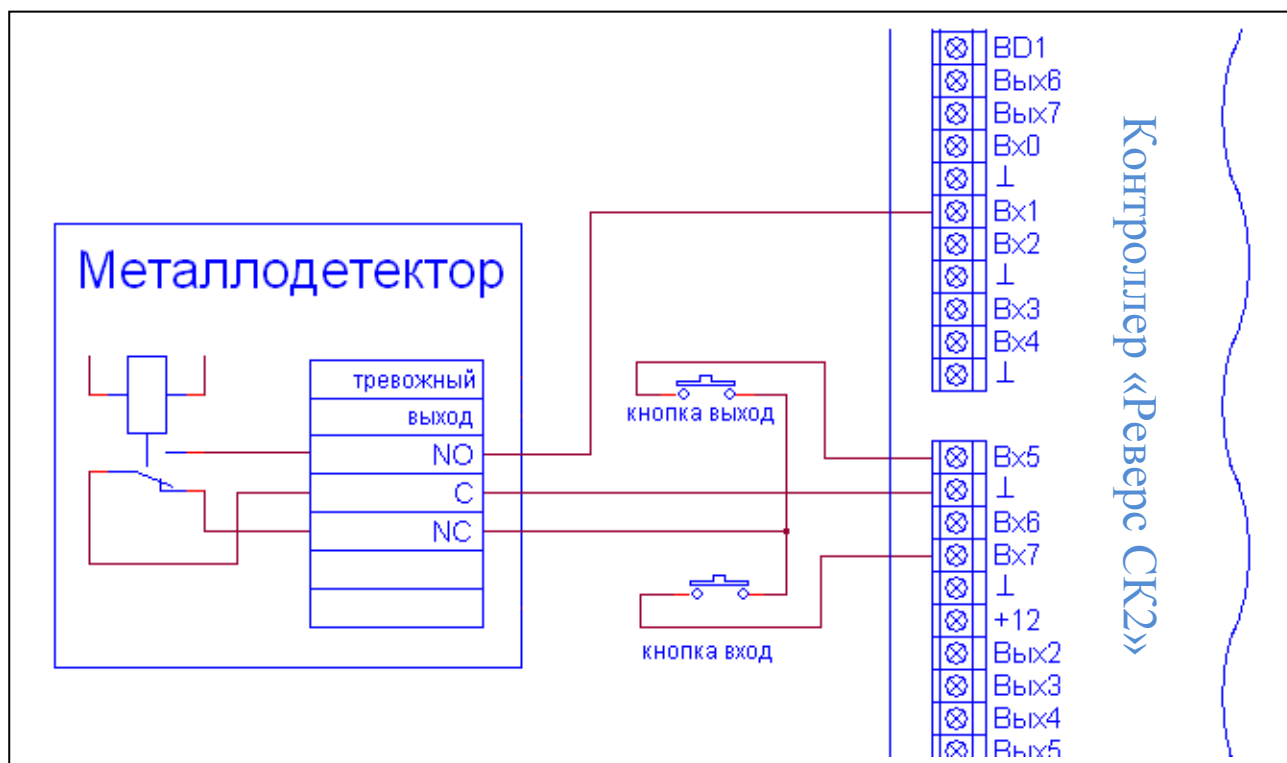 Металлодетектор
тревожный
выход
NO
C
NC
кнопка выход
кнопка вход
BD1
Вых6
Вых7
Вх0
⊥
Вх1
Вх2
⊥
Вх3
Вх4
⊥
Вх5
⊥
Вх6
Вх7
⊥
+12
Вых2
Вых3
Вых4
Вых5
Контроллер «Реверс СК2»